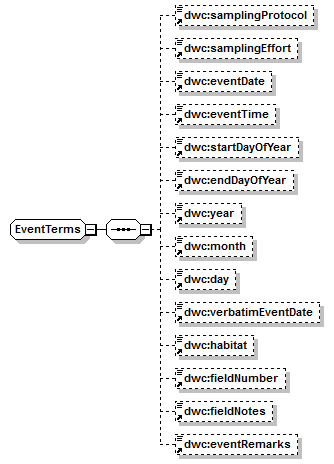 dwc:samplingProtocol
dwc:samplingEffort
dwc:eventDate
dwc:eventTime
dwc:startDayOfYear
dwc:endDayOfYear
dwc:year
EventTerms
dwc:month
dwc:day
dwc:verbatimEventDate
dwc:habitat
dwc:fieldNumber
dwc:fieldNotes
dwc:eventRemarks